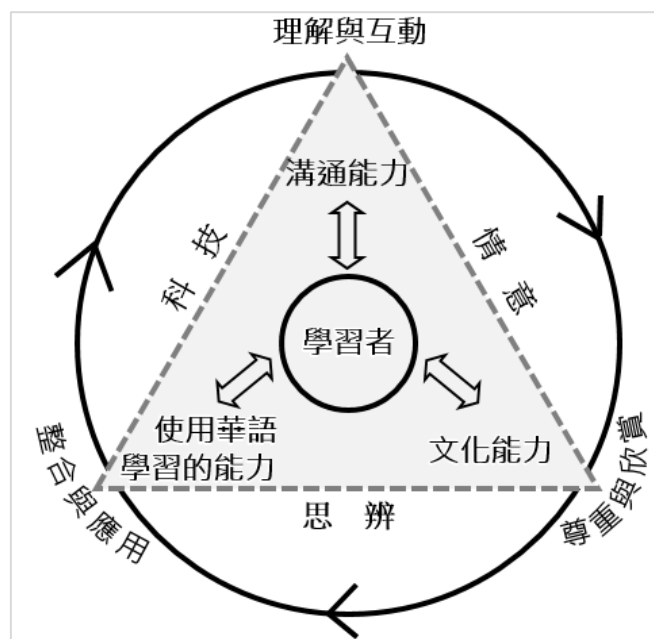 理解與互動
溝通能力
科技
情意
學習者
使用華語
學習的能力
文化能力
整合與應用
尊重與欣賞
思 辨